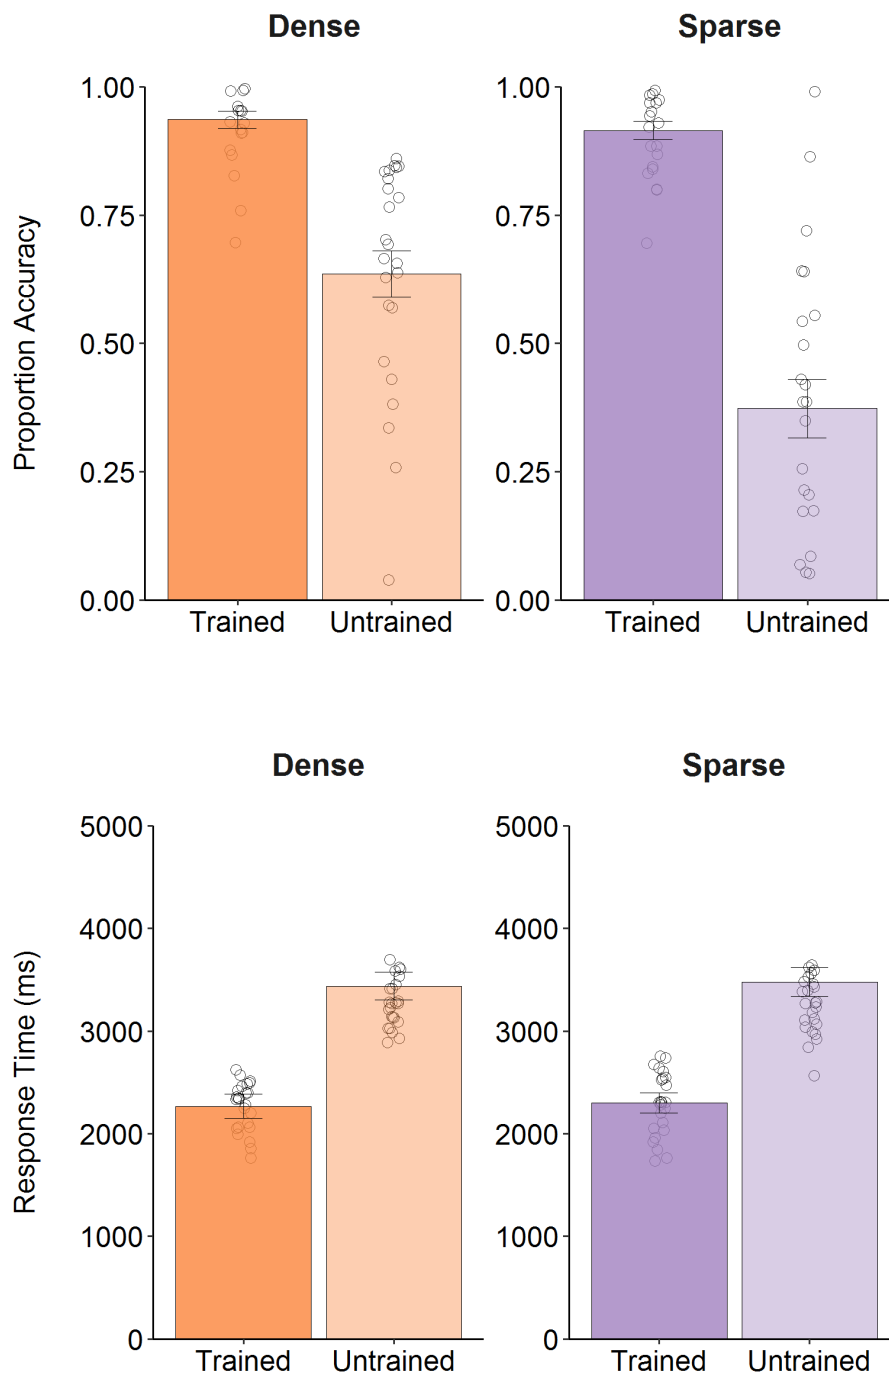 Dense
Sparse
Proportion Accuracy
1.00
0.75
0.50
0.25
0.00
Trained
Untrained
1.00
0.75
0.50
0.25
0.00
Trained
Untrained
Dense
Sparse
Response Time (ms)
5000
4000
3000
2000
1000
0
Trained
Untrained
5000
4000
3000
2000
1000
0
Trained
Untrained